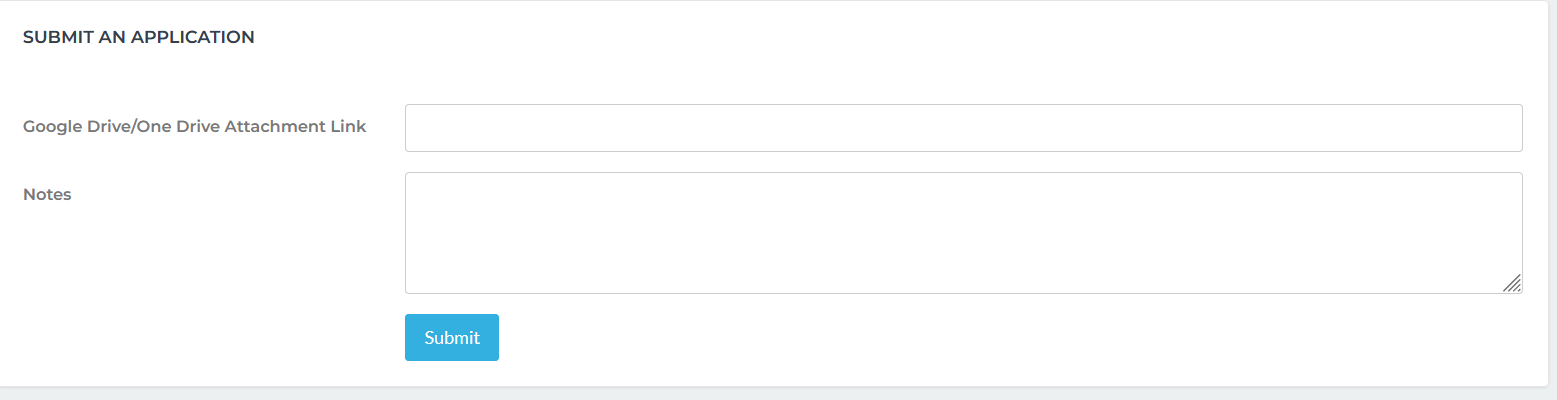 SUBMIT AN APPLICATION
Google Drive/One Drive Attachment Link
Notes
Submit